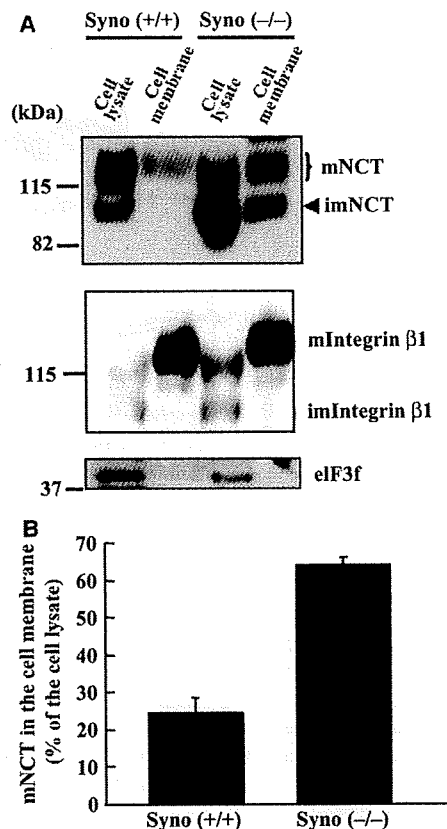 A
Syno (+/+) Syno (–/–)
Cell lysate
Cell membrane
Cell lysate
Cell membrane
(kDa)
115
82
mNCT
imNCT
115
mIntegrin β1
imIntegrin β1
37
eIF3f
B
mNCT in the cell membrane
(% of the cell lysate)
70
60
50
40
30
20
10
0
Syno (+/+) Syno (–/–)